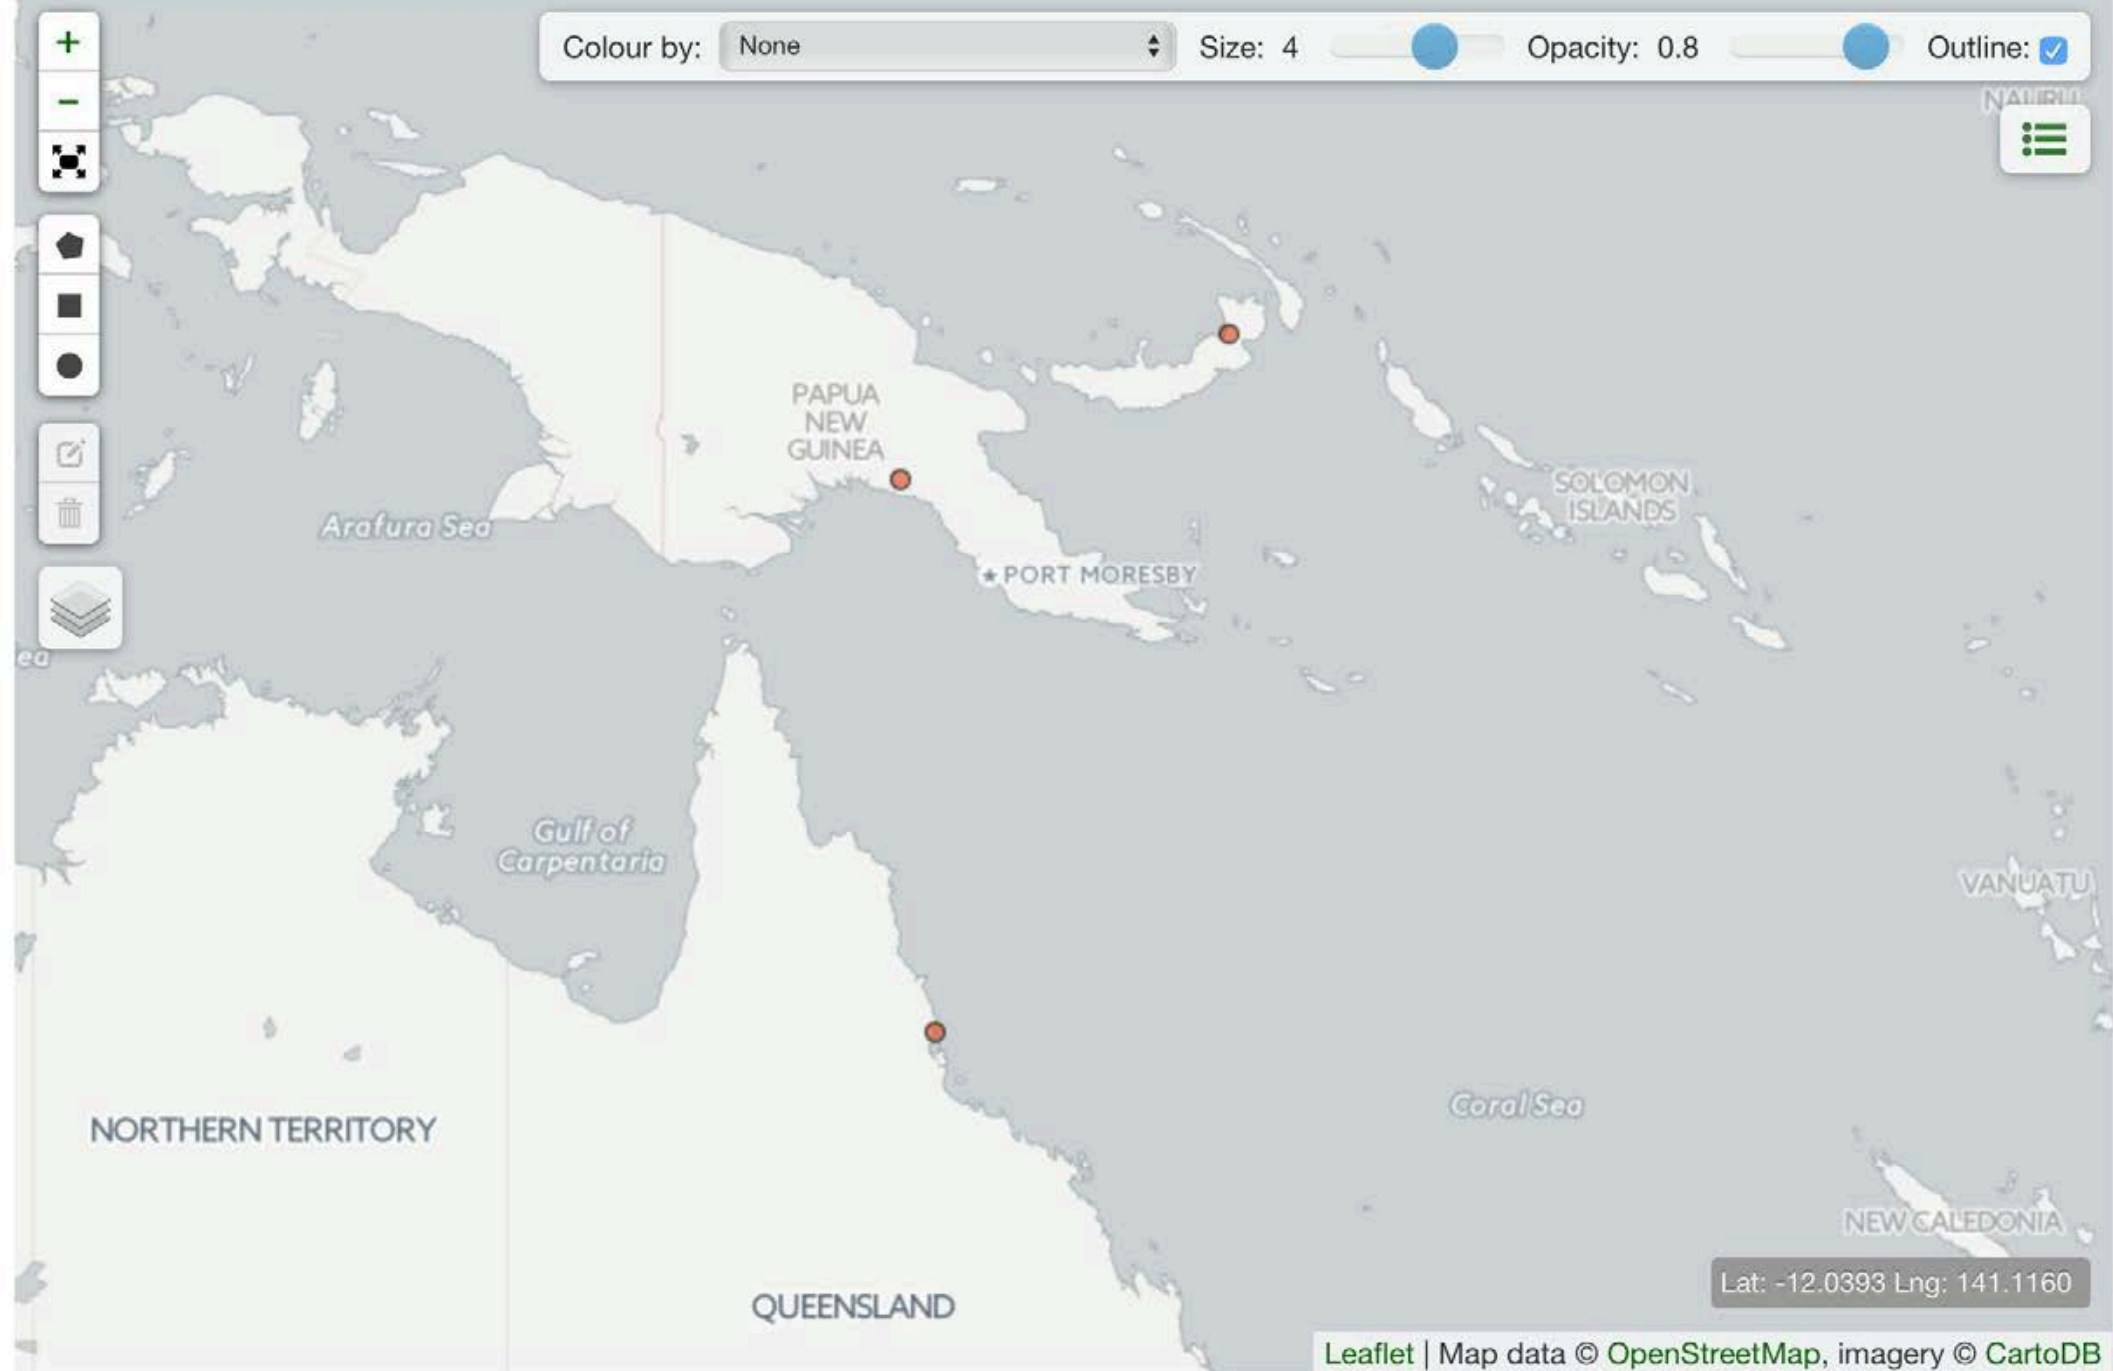 +
Colour by: None Size: 4 Opacity: 0.8 Outline:
−
NAURU
PAPUA
NEW
GUINEA
SOLOMON
ISLANDS
Arafura Sea
PORT MORESBY
ea
Gulf of
Carpentaria
VANUATU
Coral Sea
NORTHERN TERRITORY
NEW CALEDONIA
Lat: -12.0393 Lng: 141.1160
QUEENSLAND
Leaflet | Map data © OpenStreetMap, imagery © CartoDB